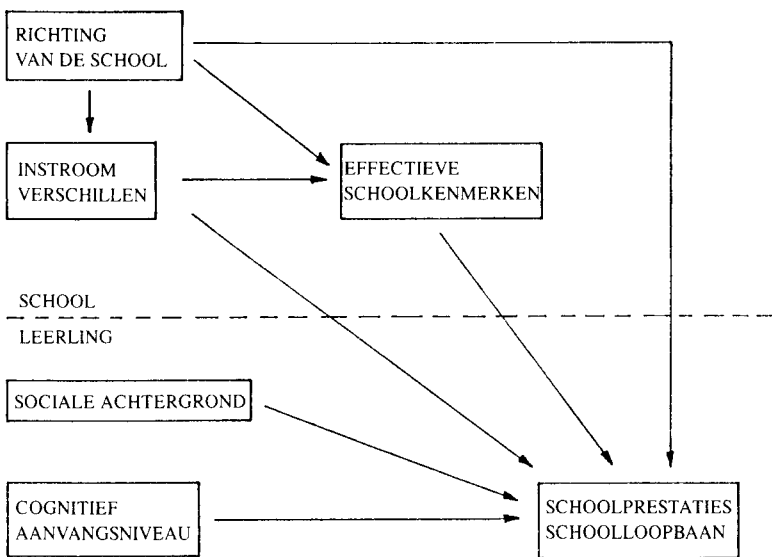 RICHTING
VAN DE SCHOOL
INSTROOM
VERSCHILLEN
EFFECTIEVE
SCHOOLKENMERKEN
SCHOOL
LEERLING
SOCIALE ACHTERGROND
COGNITIEF
AANVANGSNIVEAU
SCHOOLPRESTATIES
SCHOOLLOOPBAAN